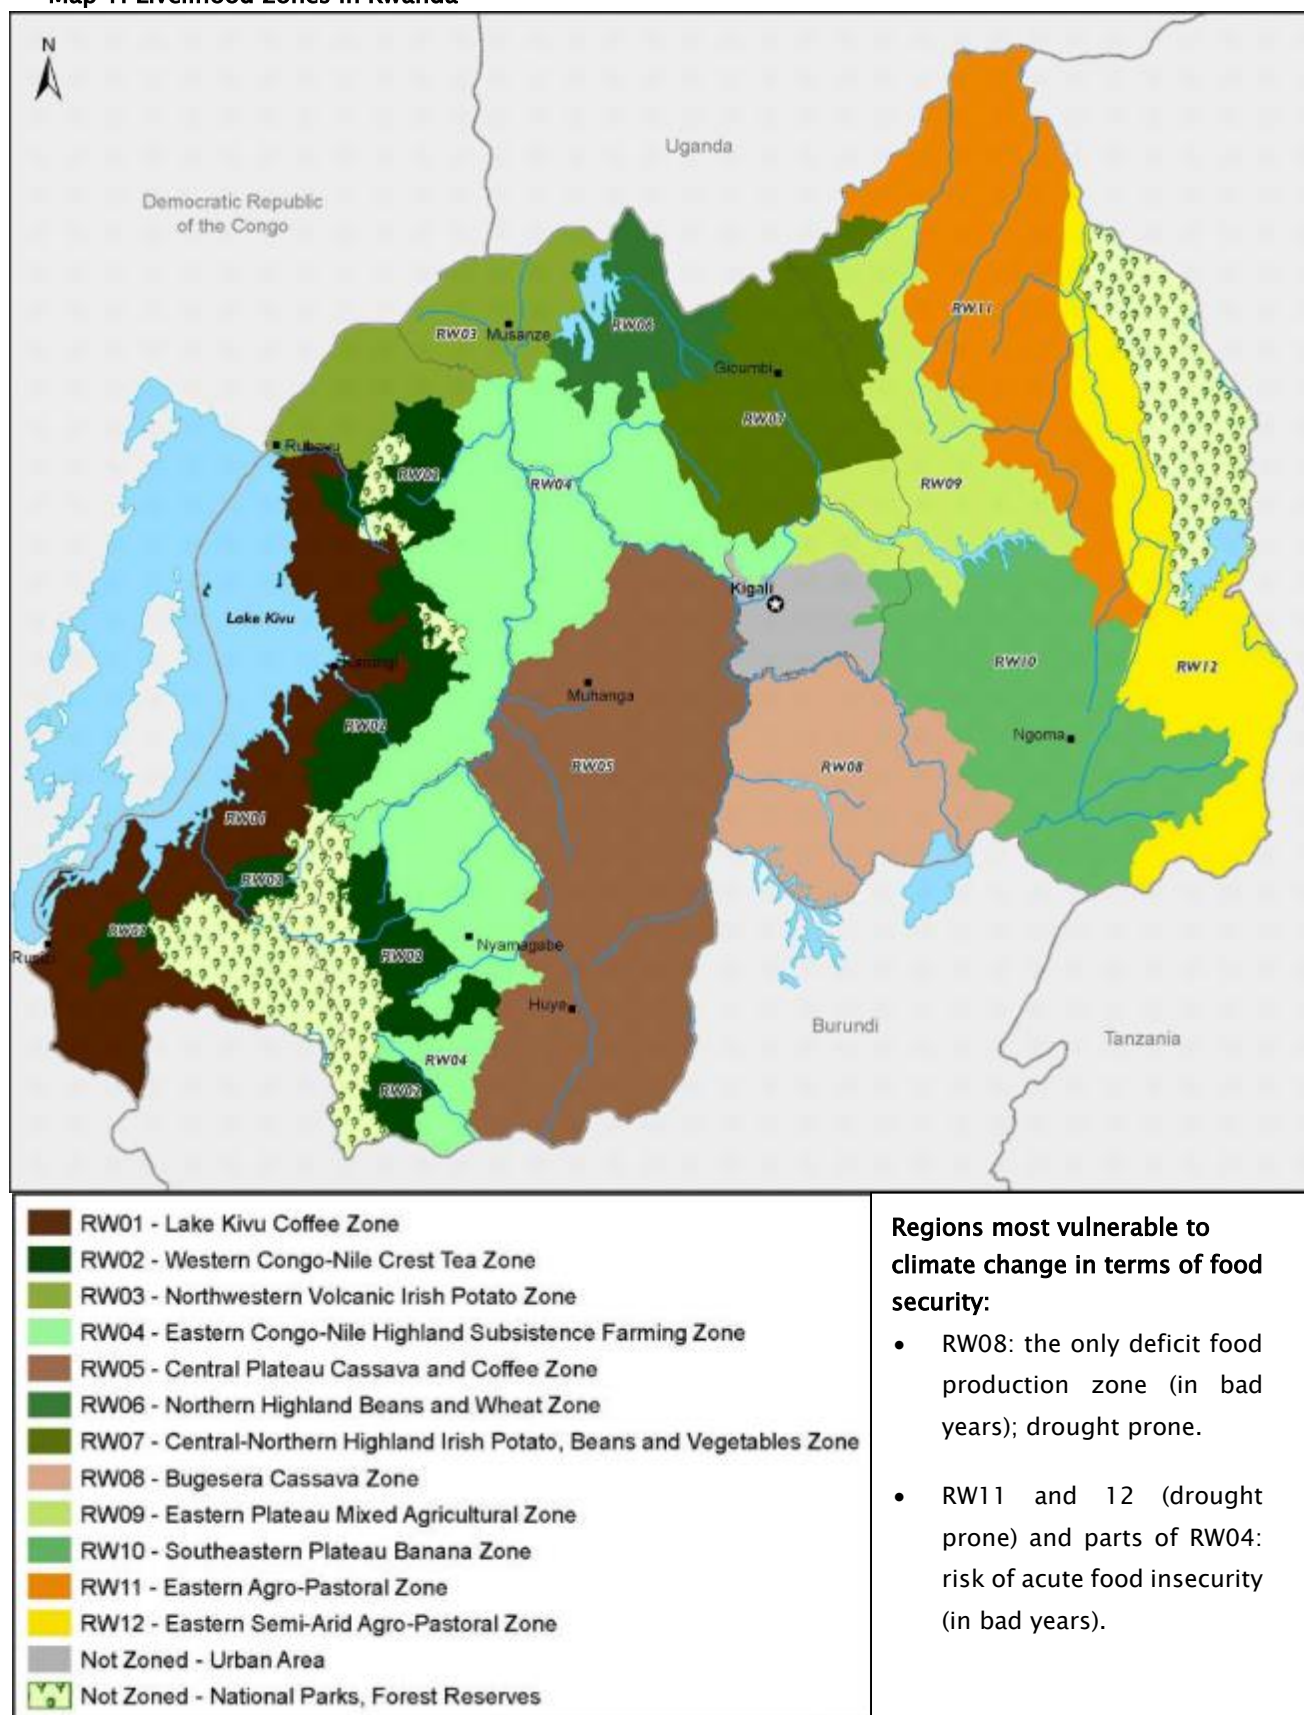 Map 1: Livelihood Zones in Rwanda
N
Uganda
Democratic Republic
of the Congo
RW03
Musanze
RW06
RW11
Gicumbi
RW07
Rubavu
RW02
RW04
RW09
Kigali
Lake Kivu
Karongi
RW10
RW12
Muhanga
RW02
Ngoma
RW05
RW08
RW01
RW02
RW02
Nyamagabe
Rusizi
RW02
Huye
Burundi
Tanzania
RW04
RW02
RW01 - Lake Kivu Coffee Zone
RW02 - Western Congo-Nile Crest Tea Zone
RW03 - Northwestern Volcanic Irish Potato Zone
RW04 - Eastern Congo-Nile Highland Subsistence Farming Zone
RW05 - Central Plateau Cassava and Coffee Zone
RW06 - Northern Highland Beans and Wheat Zone
RW07 - Central-Northern Highland Irish Potato, Beans and Vegetables Zone
RW08 - Bugesera Cassava Zone
RW09 - Eastern Plateau Mixed Agricultural Zone
RW10 - Southeastern Plateau Banana Zone
RW11 - Eastern Agro-Pastoral Zone
RW12 - Eastern Semi-Arid Agro-Pastoral Zone
Not Zoned - Urban Area
Not Zoned - National Parks, Forest Reserves
Regions most vulnerable to
climate change in terms of food
security:
• RW08: the only deficit food
production zone (in bad
years); drought prone.
• RW11 and 12 (drought
prone) and parts of RW04:
risk of acute food insecurity
(in bad years).